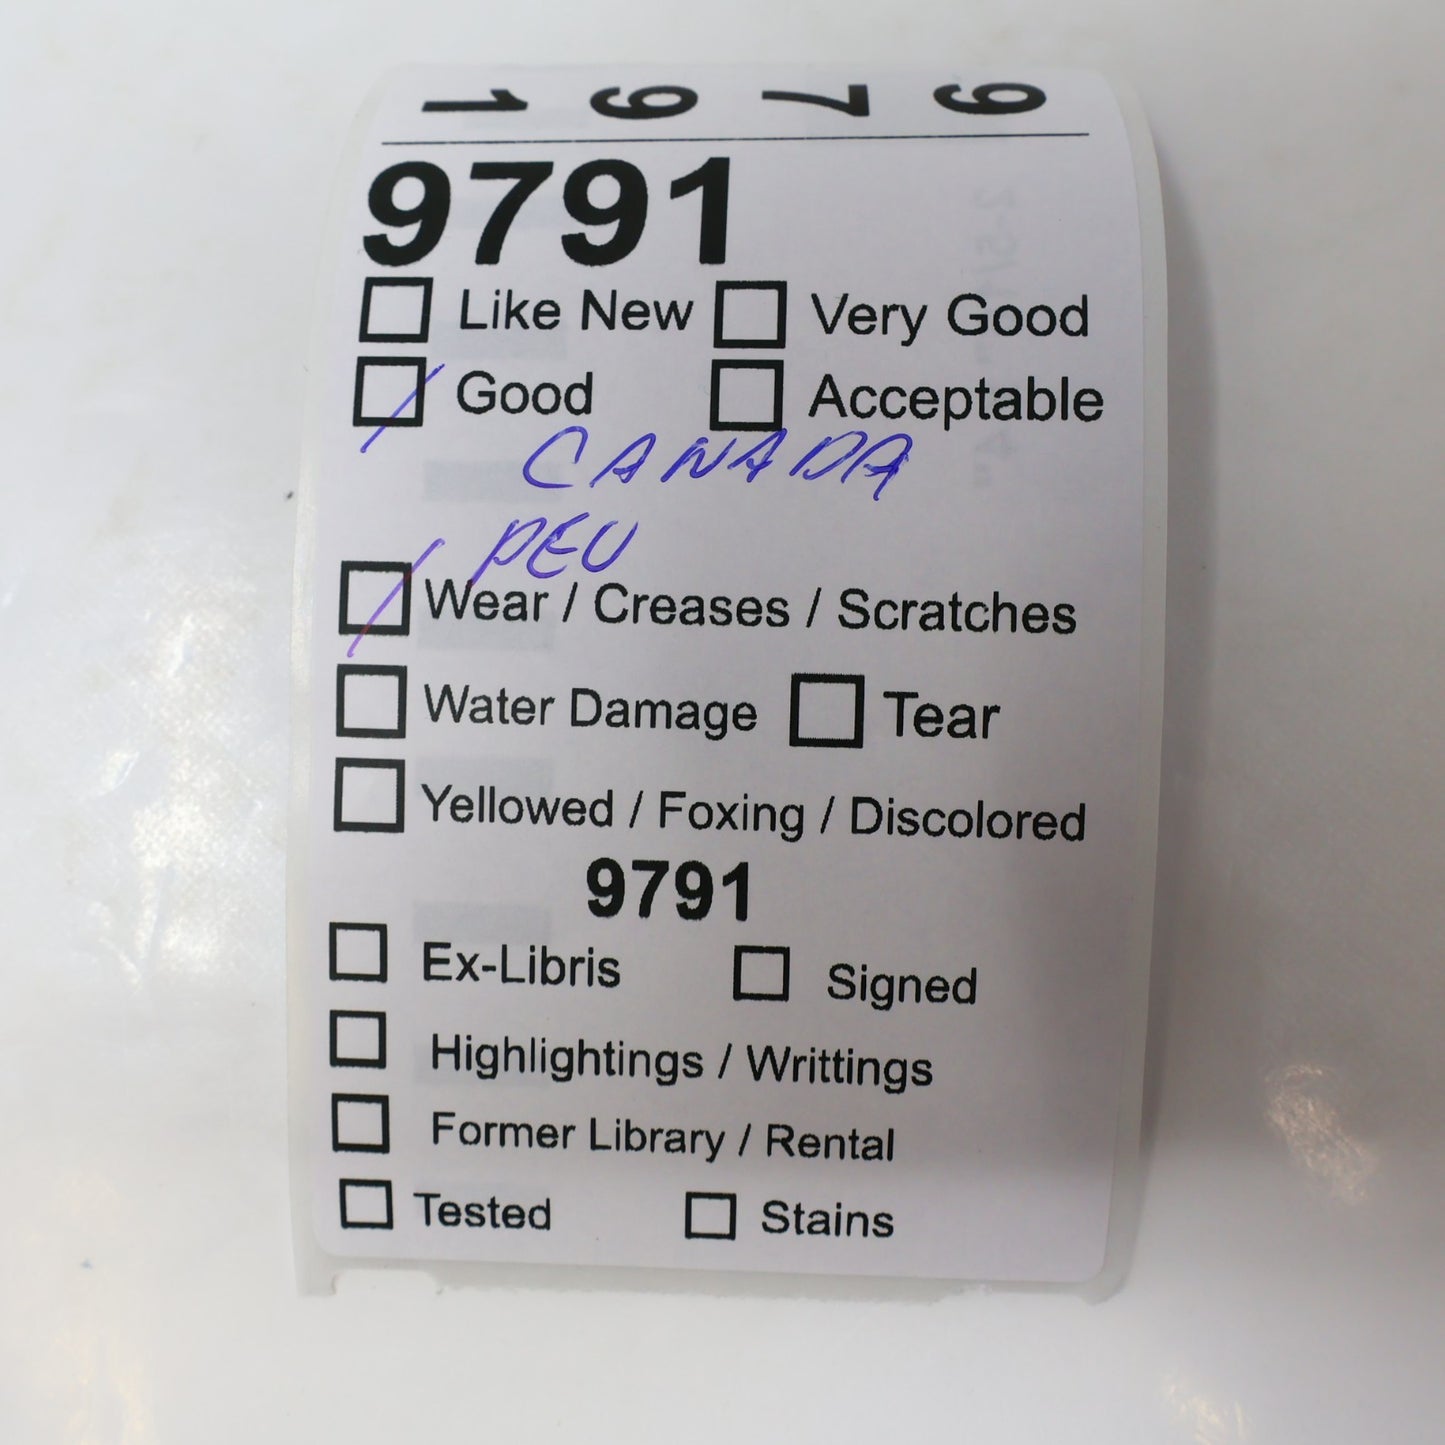 9791
9791
Like New Very Good
Good Acceptable
CANADA
PEU
Wear / Creases / Scratches
Water Damage Tear
Yellowed / Foxing / Discolored
9791
Ex-Libris Signed
Highlightings / Writtings
Former Library / Rental
Tested Stains